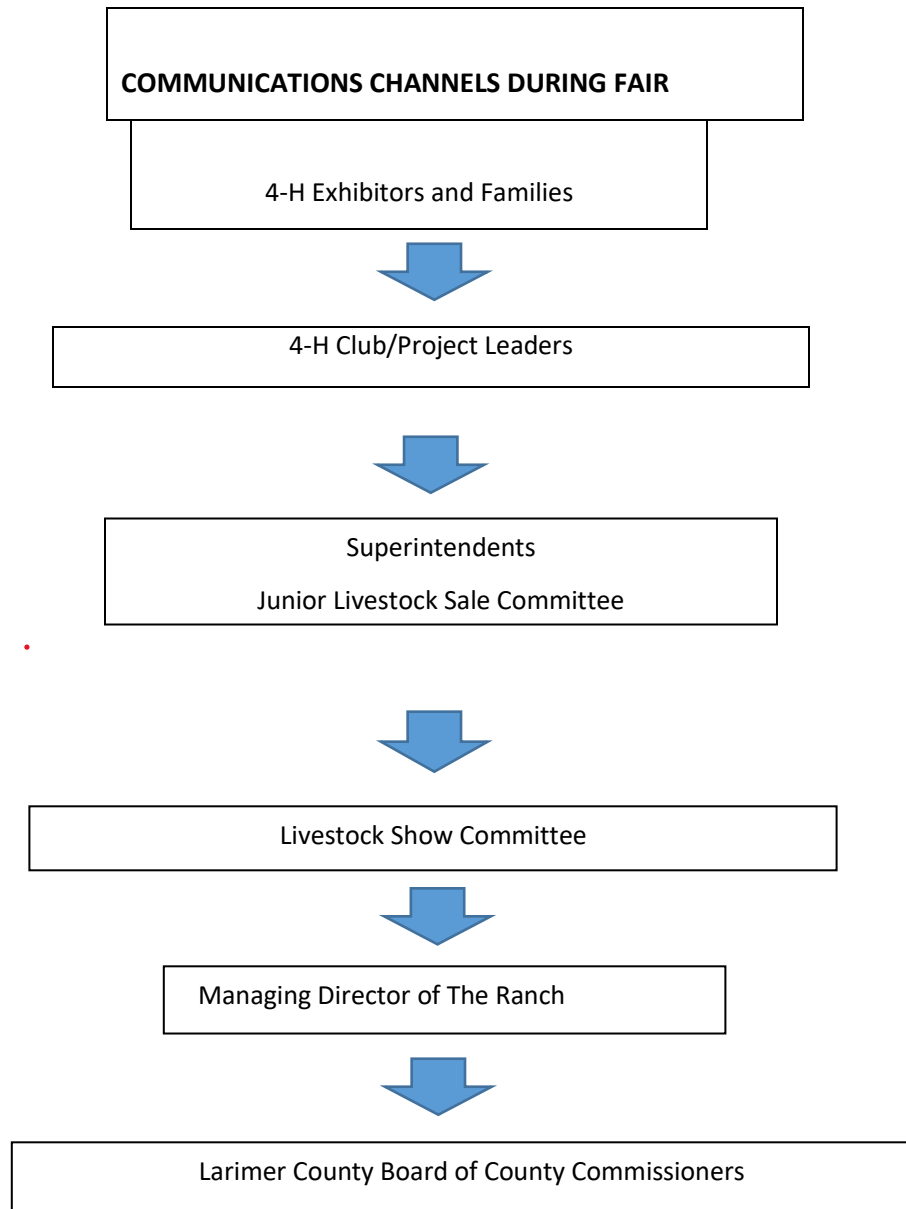 COMMUNICATIONS CHANNELS DURING FAIR
4-H Exhibitors and Families
4-H Club/Project Leaders
Superintendents
Junior Livestock Sale Committee
Livestock Show Committee
Managing Director of The Ranch
Larimer County Board of County Commissioners